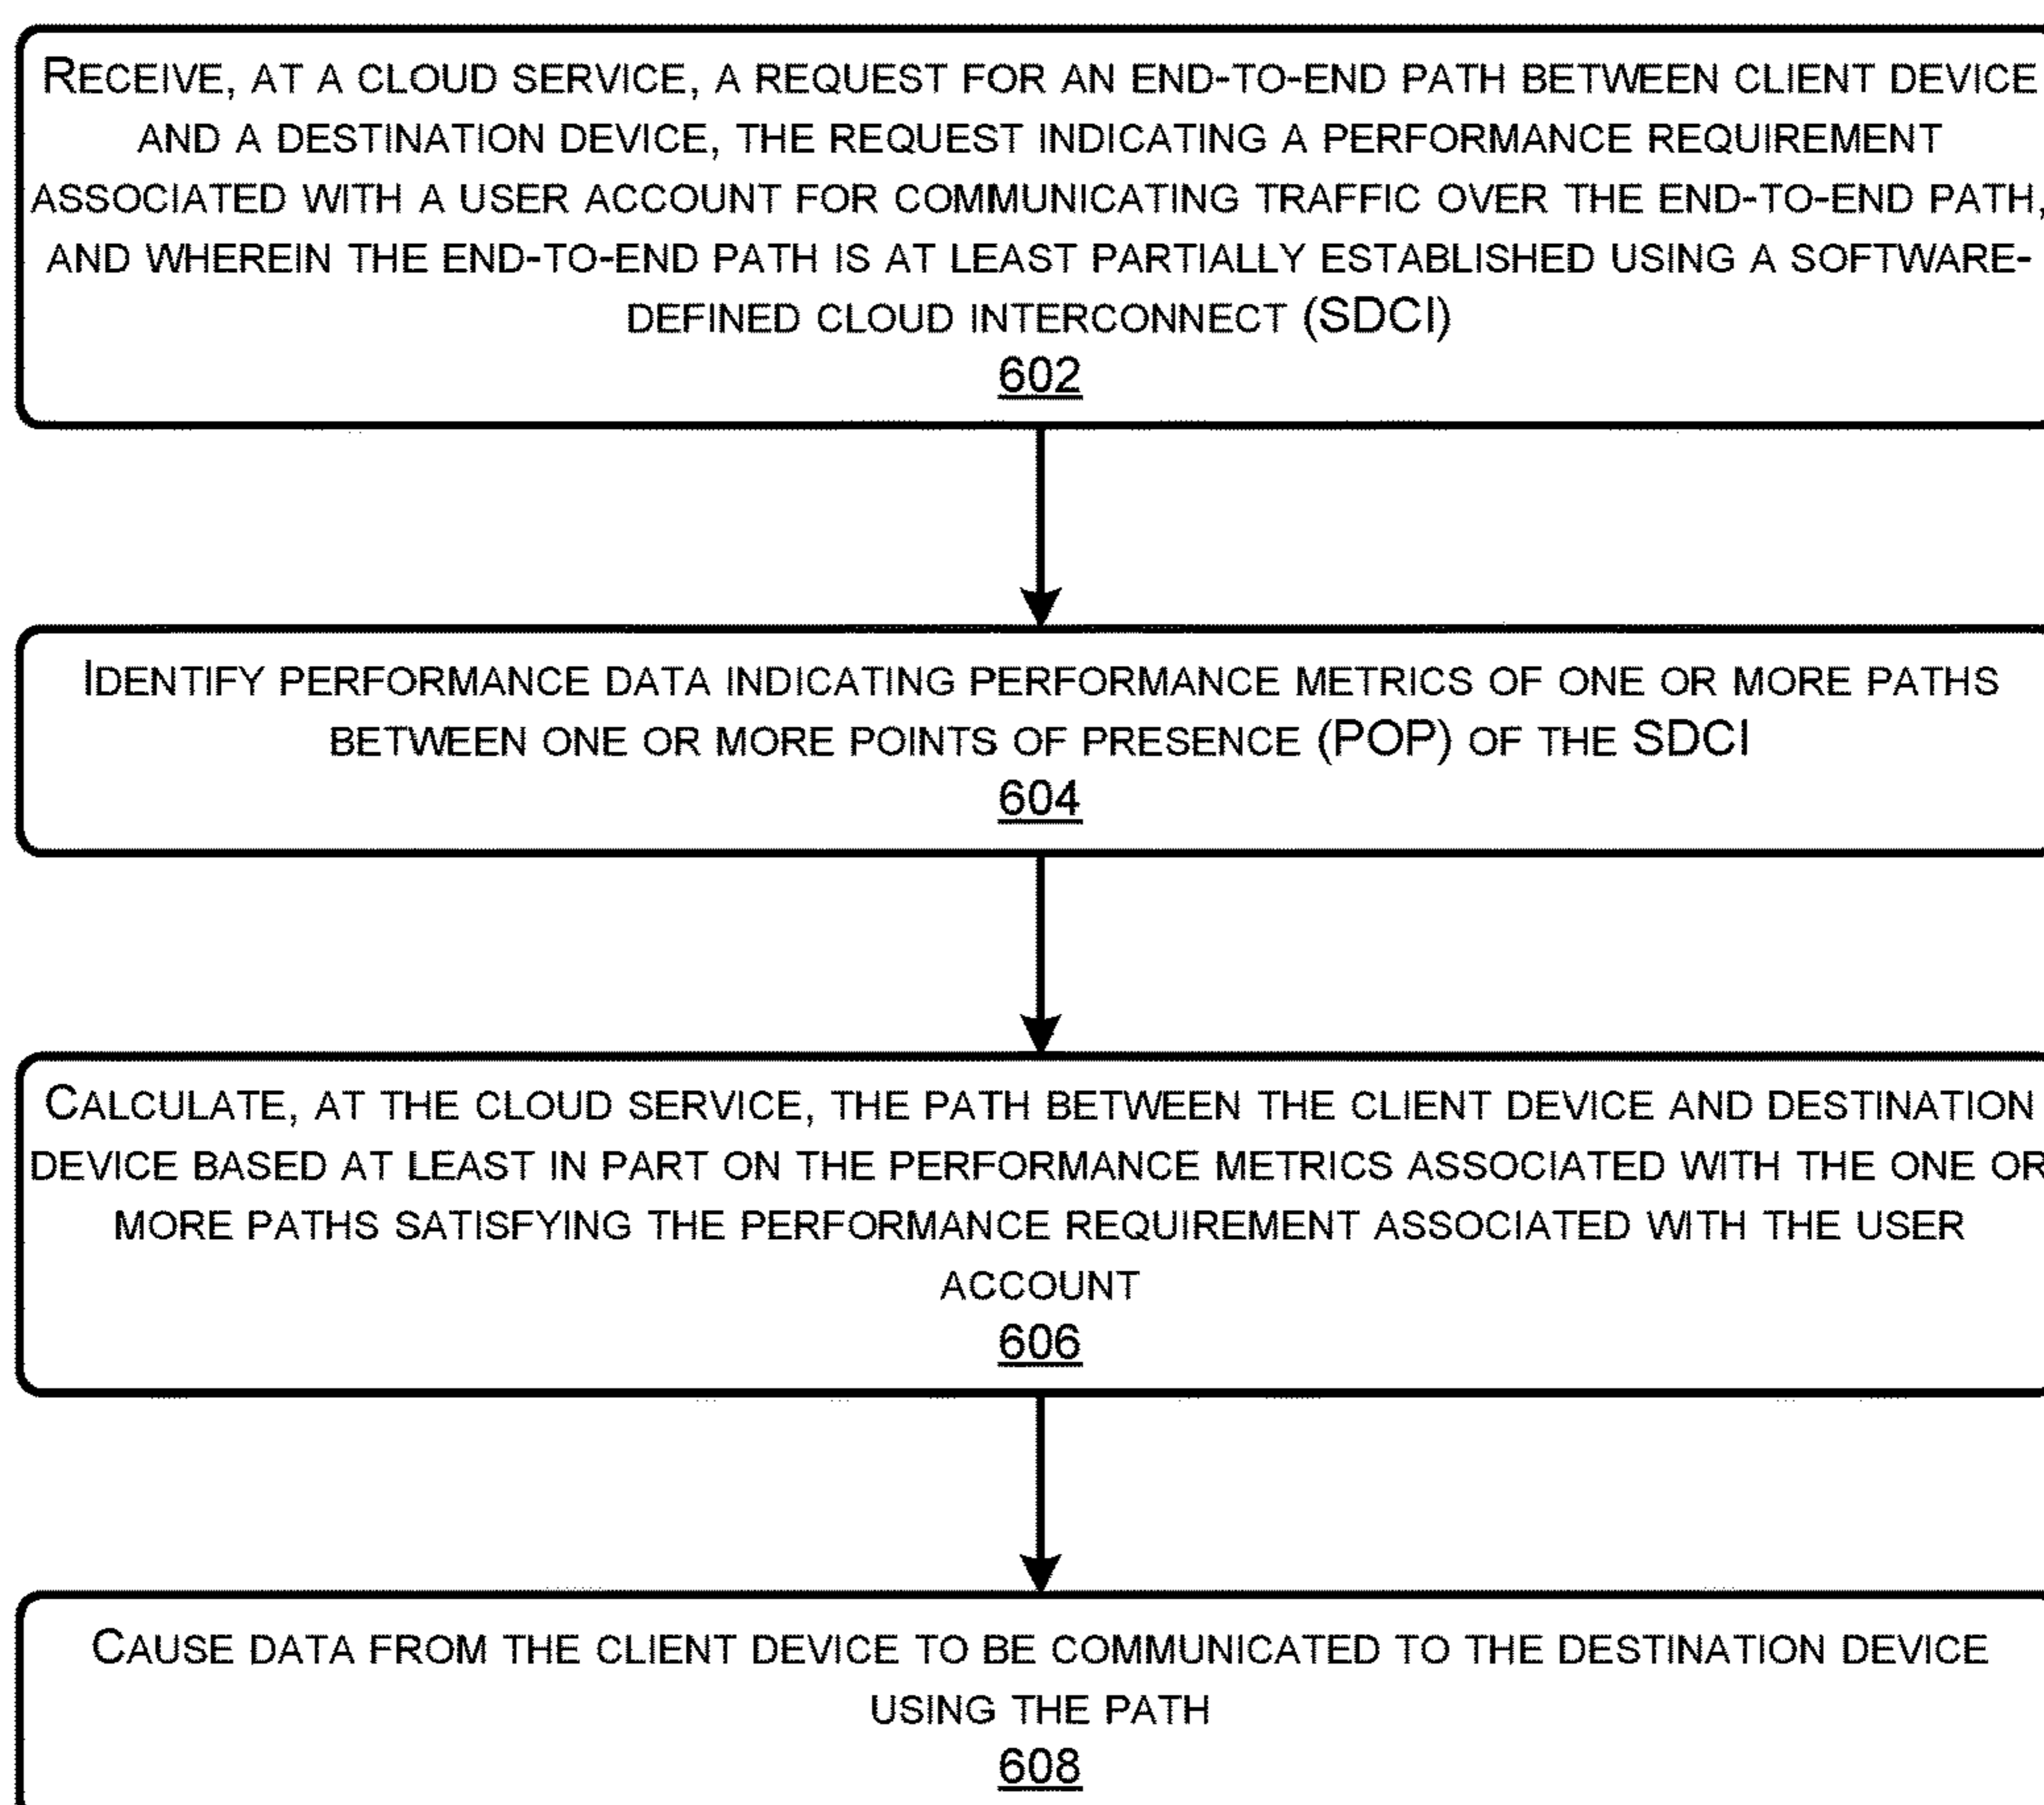 RECEIVE, AT A CLOUD SERVICE, A REQUEST FOR AN END-TO-END PATH BETWEEN CLIENT DEVICE
AND A DESTINATION DEVICE, THE REQUEST INDICATING A PERFORMANCE REQUIREMENT
ASSOCIATED WITH A USER ACCOUNT FOR COMMUNICATING TRAFFIC OVER THE END-TO-END PATH,
AND WHEREIN THE END-TO-END PATH IS AT LEAST PARTIALLY ESTABLISHED USING A SOFTWARE-
DEFINED CLOUD INTERCONNECT (SDCI)
602
IDENTIFY PERFORMANCE DATA INDICATING PERFORMANCE METRICS OF ONE OR MORE PATHS
BETWEEN ONE OR MORE POINTS OF PRESENCE (POP) OF THE SDCI
604
CALCULATE, AT THE CLOUD SERVICE, THE PATH BETWEEN THE CLIENT DEVICE AND DESTINATION
DEVICE BASED AT LEAST IN PART ON THE PERFORMANCE METRICS ASSOCIATED WITH THE ONE OR
MORE PATHS SATISFYING THE PERFORMANCE REQUIREMENT ASSOCIATED WITH THE USER
ACCOUNT
606
CAUSE DATA FROM THE CLIENT DEVICE TO BE COMMUNICATED TO THE DESTINATION DEVICE
USING THE PATH
608